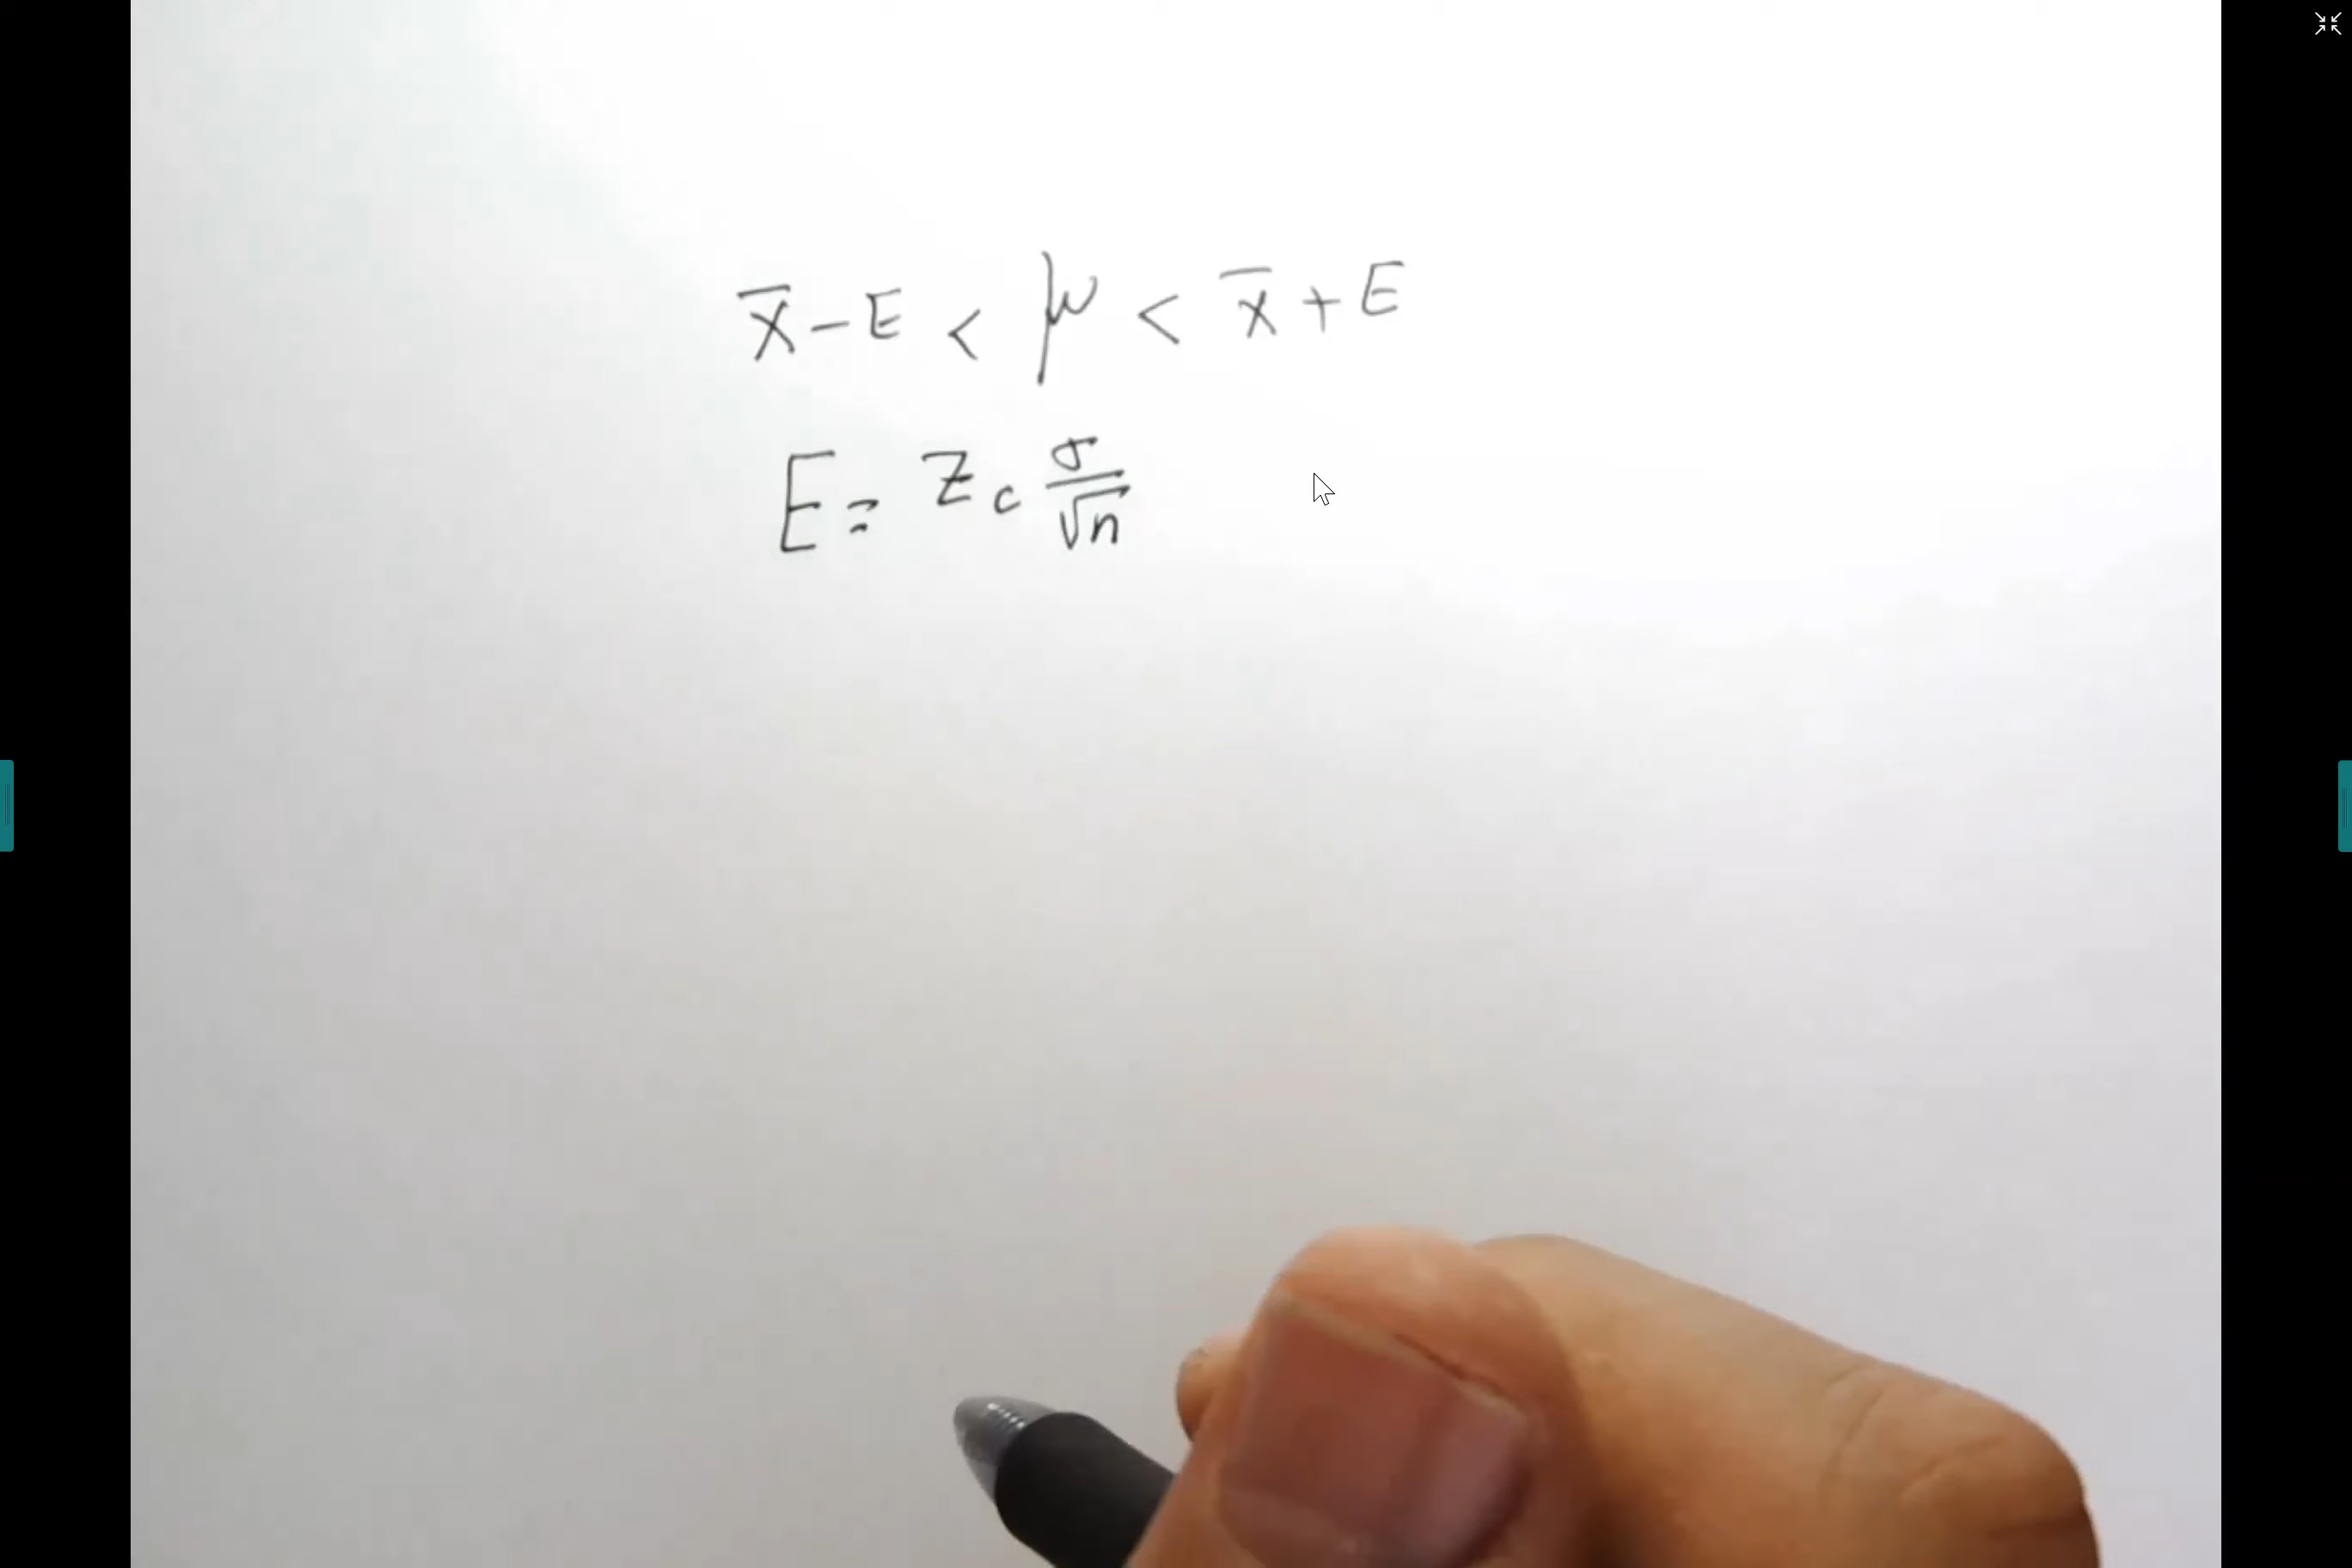 x̄ - E < μ < x̄ + E
E = Z_c σ/√n